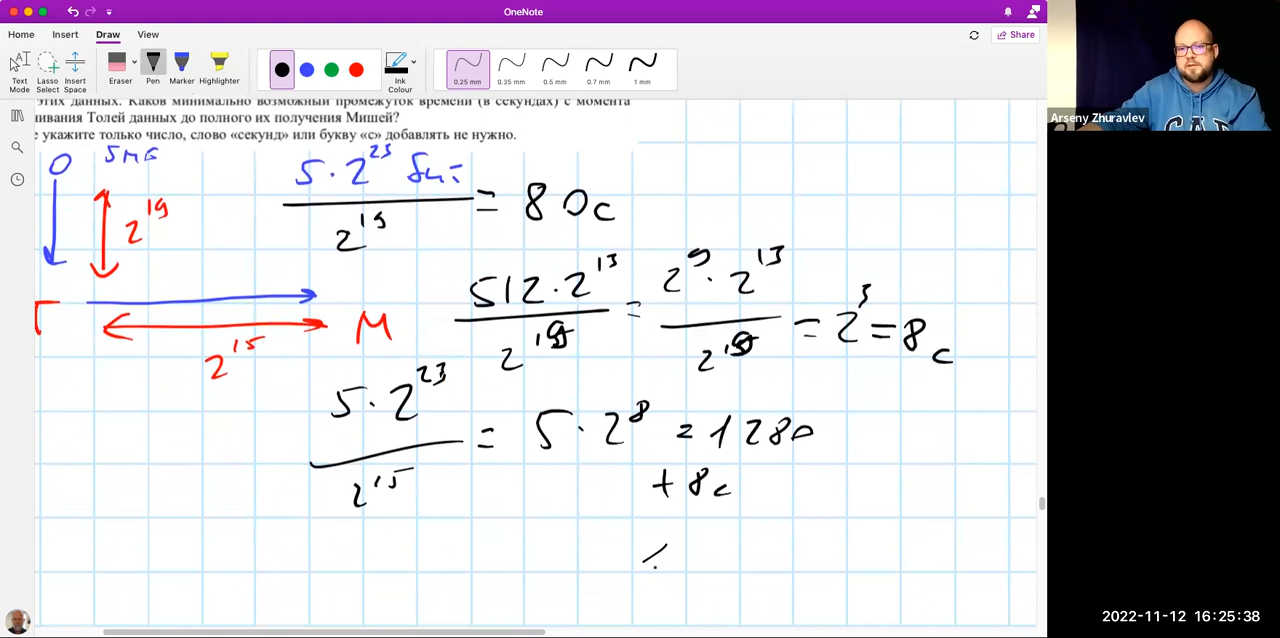 OneNote
Home Insert Draw View
Share
Text Mode
Lasso Select
Insert Space
Eraser
Pen
Marker
Highlighter
Ink Colour
0.25 mm
0.35 mm
0.5 mm
0.7 mm
1 mm
этих данных. Каков минимально возможный промежуток времени (в секундах) с момента
ивания Толей данных до полного их получения Мишей?
е укажите только число, слово «секунд» или букву «с» добавлять не нужно.
5 МБ
5 · 2^23 бит / 2^19 = 80 с
2^19
512 · 2^13 / 2^15 = 2^9 · 2^13 / 2^19 = 2^3 = 8 с
М
2^15
5 · 2^23 / 2^15 = 5 · 2^8 = 1280
+ 8 с
Arseny Zhuravlev
2022-11-12 16:25:38